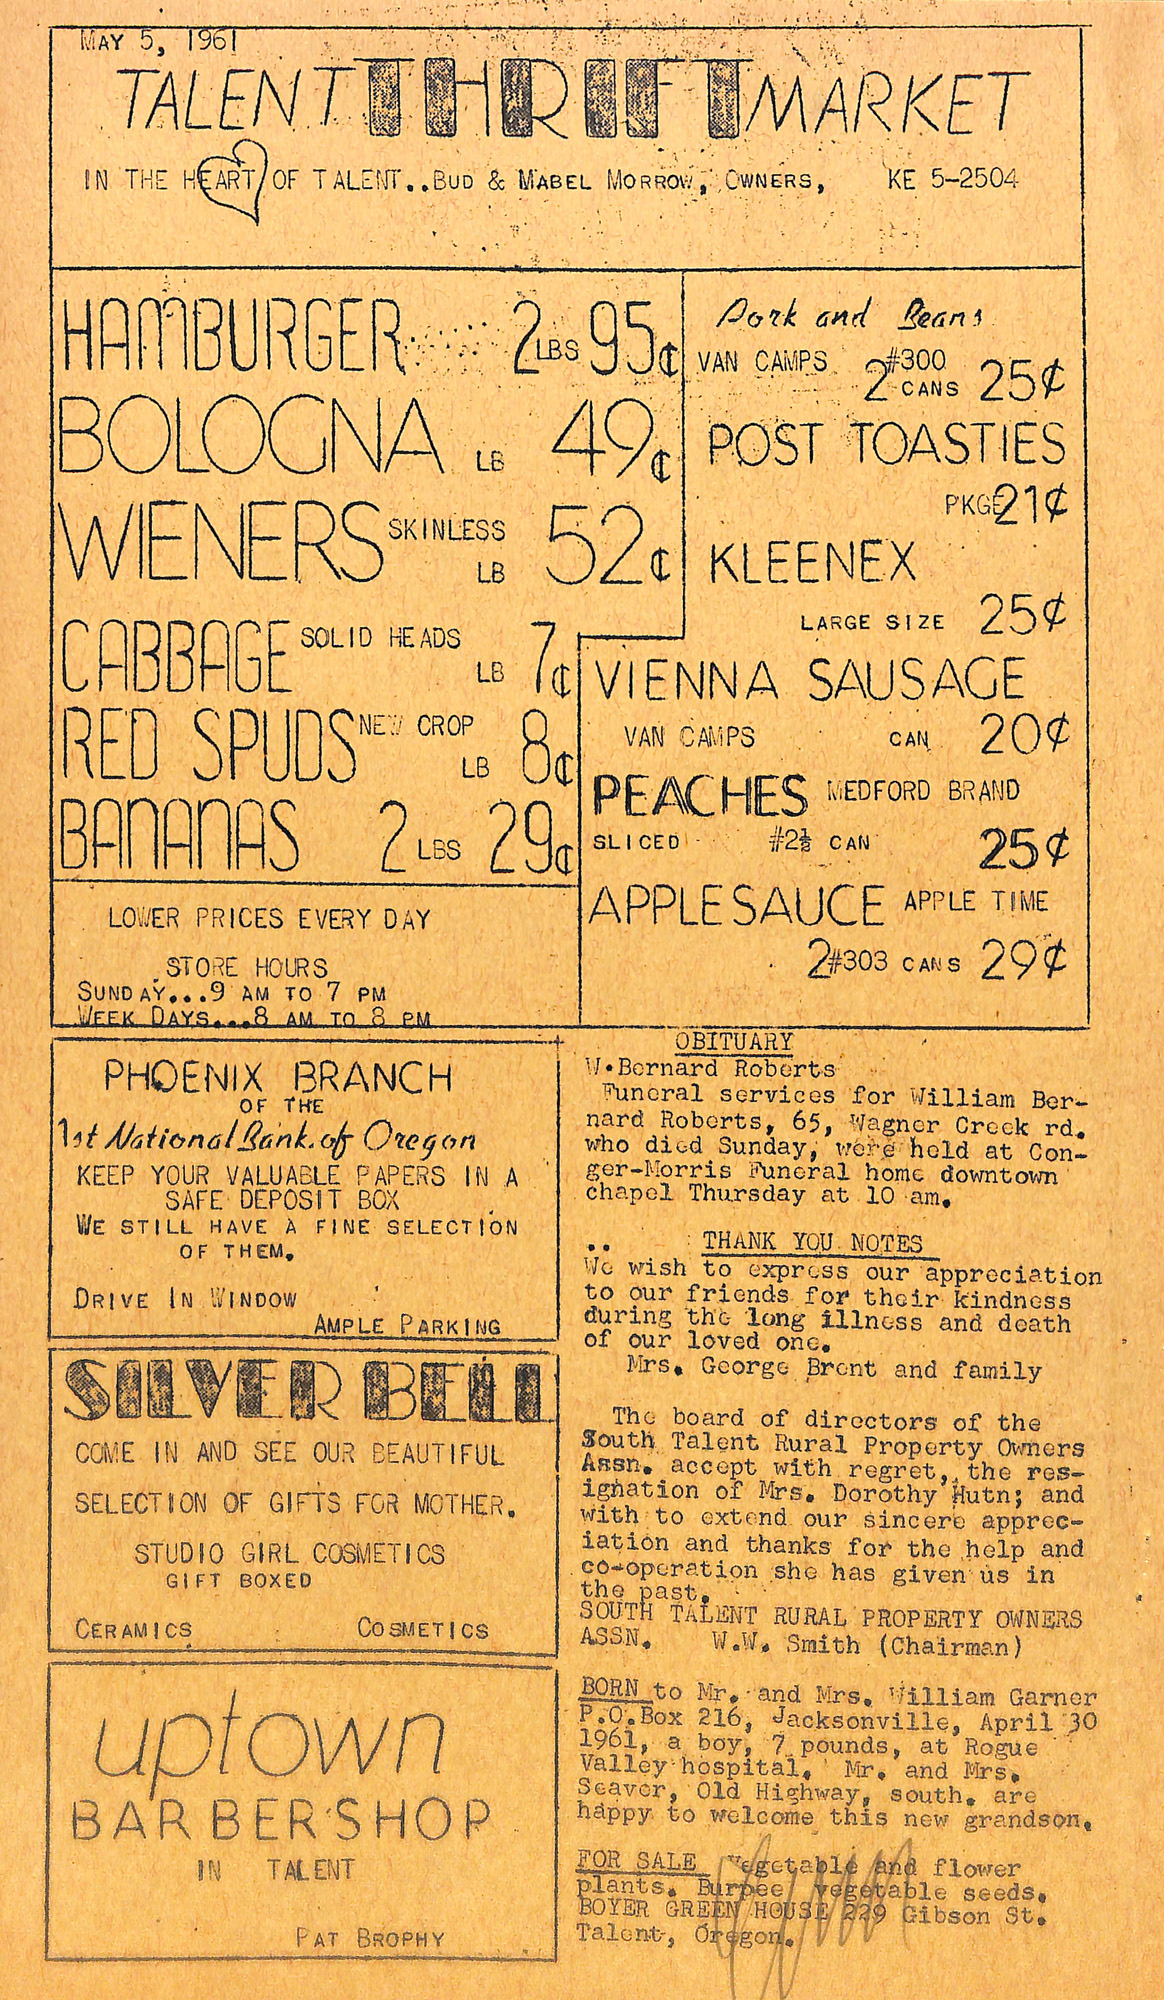 MAY 5, 1961
TALENT THRIFT MARKET
IN THE HEART OF TALENT..BUD & MABEL MORROW, OWNERS, KE 5-2504
HAMBURGER 2 LBS 95¢
BOLOGNA LB 49¢
WIENERS SKINLESS LB 52¢
CABBAGE SOLID HEADS LB 7¢
RED SPUDS NEW CROP LB 8¢
BANANAS 2 LBS 29¢
LOWER PRICES EVERY DAY
STORE HOURS
SUNDAY...9 AM TO 7 PM
WEEK DAYS...8 AM TO 8 PM
Pork and Beans
VAN CAMPS 2 #300 CANS 25¢
POST TOASTIES
PKGE 21¢
KLEENEX
LARGE SIZE 25¢
VIENNA SAUSAGE
VAN CAMPS CAN 20¢
PEACHES MEDFORD BRAND
SLICED #2½ CAN 25¢
APPLESAUCE APPLE TIME
2 #303 CANS 29¢
PHOENIX BRANCH
OF THE
1st National Bank. of Oregon
KEEP YOUR VALUABLE PAPERS IN A
SAFE DEPOSIT BOX
WE STILL HAVE A FINE SELECTION
OF THEM.
DRIVE IN WINDOW
AMPLE PARKING
SILVER BELL
COME IN AND SEE OUR BEAUTIFUL
SELECTION OF GIFTS FOR MOTHER.
STUDIO GIRL COSMETICS
GIFT BOXED
CERAMICS COSMETICS
uptown
BARBERSHOP
IN TALENT
PAT BROPHY
OBITUARY
W.Bernard Roberts
Funeral services for William Ber-
nard Roberts, 65, Wagner Creek rd.
who died Sunday, were held at Con-
ger-Morris Funeral home downtown
chapel Thursday at 10 am.
.. THANK YOU NOTES
We wish to express our appreciation
to our friends for their kindness
during the long illness and death
of our loved one.
Mrs. George Brent and family
The board of directors of the
South Talent Rural Property Owners
Assn. accept with regret, the res-
ignation of Mrs. Dorothy Hutn; and
with to extend our sincere apprec-
iation and thanks for the help and
co-operation she has given us in
the past.
SOUTH TALENT RURAL PROPERTY OWNERS
ASSN. W.W. Smith (Chairman)
BORN to Mr. and Mrs. William Garner
P.O.Box 216, Jacksonville, April 30
1961, a boy, 7 pounds, at Rogue
Valley hospital. Mr. and Mrs.
Seaver, Old Highway, south. are
happy to welcome this new grandson.
FOR SALE Vegetable and flower
plants. Burpee vegetable seeds.
BOYER GREEN HOUSE 229 Gibson St.
Talent, Oregon.